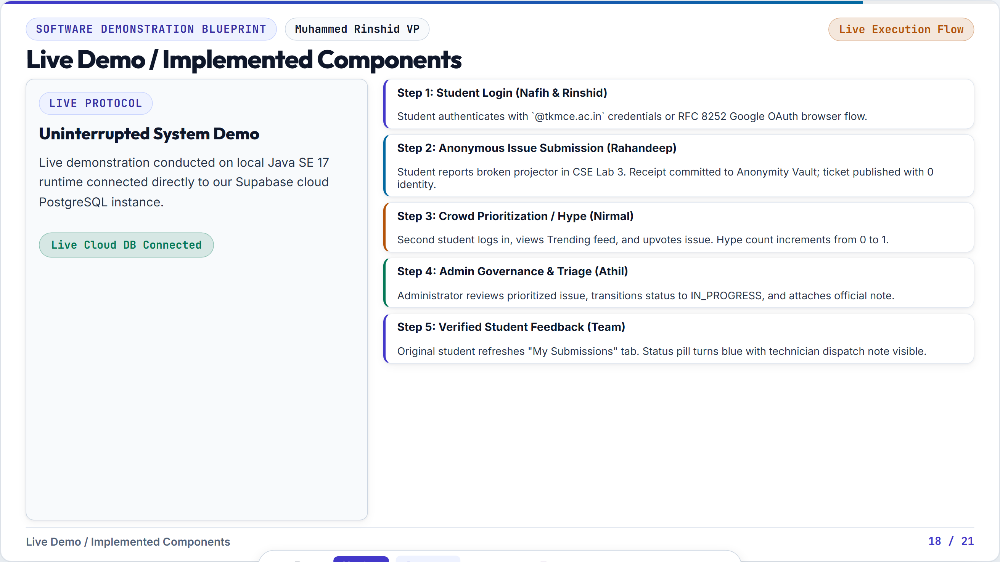 SOFTWARE DEMONSTRATION BLUEPRINT
Muhammed Rinshid VP
Live Execution Flow
Live Demo / Implemented Components
LIVE PROTOCOL
Uninterrupted System Demo
Live demonstration conducted on local Java SE 17
runtime connected directly to our Supabase cloud
PostgreSQL instance.
Live Cloud DB Connected
Step 1: Student Login (Nafih & Rinshid)
Student authenticates with `@tkmce.ac.in` credentials or RFC 8252 Google OAuth browser flow.
Step 2: Anonymous Issue Submission (Rahandeep)
Student reports broken projector in CSE Lab 3. Receipt committed to Anonymity Vault; ticket published with 0
identity.
Step 3: Crowd Prioritization / Hype (Nirmal)
Second student logs in, views Trending feed, and upvotes issue. Hype count increments from 0 to 1.
Step 4: Admin Governance & Triage (Athil)
Administrator reviews prioritized issue, transitions status to IN_PROGRESS, and attaches official note.
Step 5: Verified Student Feedback (Team)
Original student refreshes "My Submissions" tab. Status pill turns blue with technician dispatch note visible.
Live Demo / Implemented Components
18 / 21